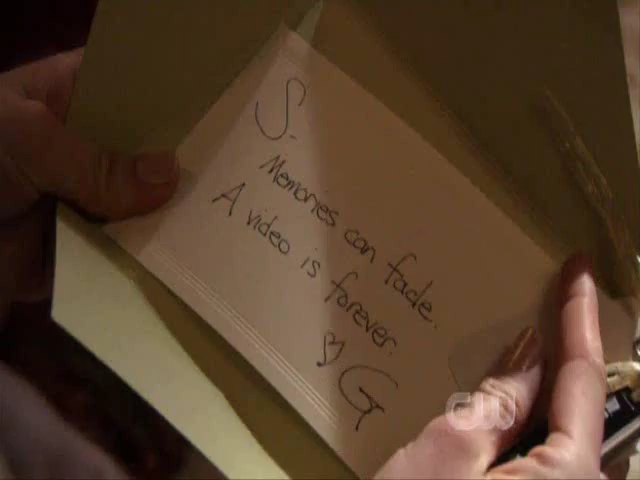 S-
Memories can fade.
A video is forever.
♡ G
CW